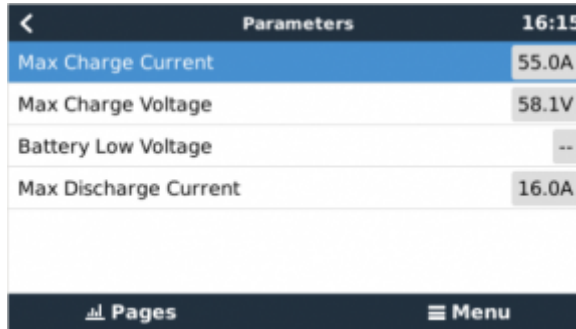 Parameters 16:15
Max Charge Current 55.0A
Max Charge Voltage 58.1V
Battery Low Voltage --
Max Discharge Current 16.0A
Pages Menu